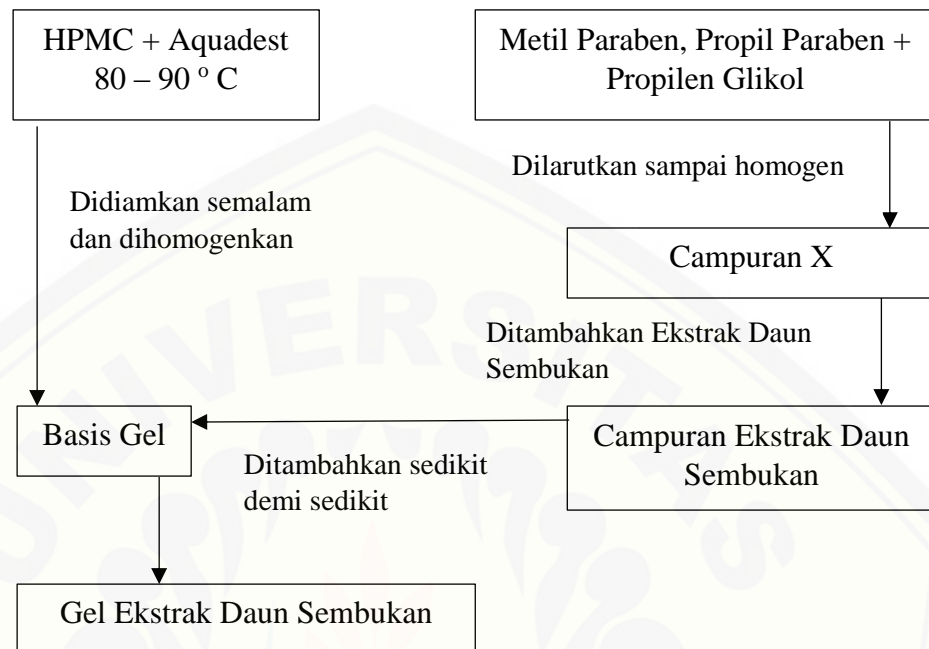 HPMC + Aquadest
80 – 90 º C
Metil Paraben, Propil Paraben +
Propilen Glikol
Dilarutkan sampai homogen
Didiamkan semalam
dan dihomogenkan
Campuran X
Ditambahkan Ekstrak Daun
Sembukan
Basis Gel
Campuran Ekstrak Daun
Sembukan
Ditambahkan sedikit
demi sedikit
Gel Ekstrak Daun Sembukan
UNIVERSITAS